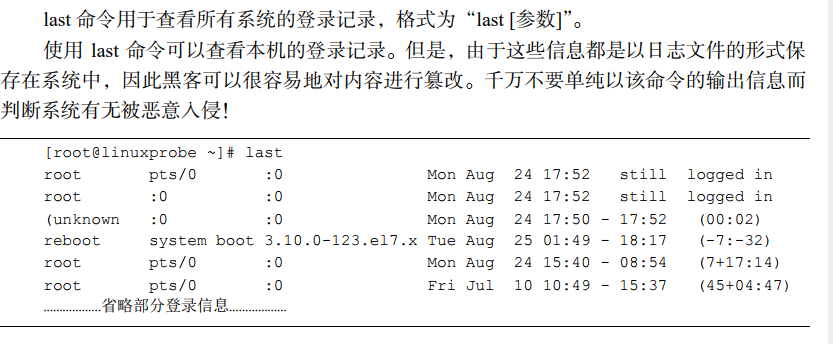 last 命令用于查看所有系统的登录记录，格式为“last [参数]”。
使用 last 命令可以查看本机的登录记录。但是，由于这些信息都是以日志文件的形式保
存在系统中，因此黑客可以很容易地对内容进行篡改。千万不要单纯以该命令的输出信息而
判断系统有无被恶意入侵！
[root@linuxprobe ~]# last
root     pts/0        :0               Mon Aug  24 17:52   still  logged in
root     :0           :0               Mon Aug  24 17:52   still  logged in
(unknown :0           :0               Mon Aug  24 17:50 - 17:52   (00:02)
reboot   system boot 3.10.0-123.el7.x Tue Aug  25 01:49 - 18:17   (-7:-32)
root     pts/0        :0               Mon Aug  24 15:40 - 08:54   (7+17:14)
root     pts/0        :0               Fri Jul  10 10:49 - 15:37   (45+04:47)
………………省略部分登录信息………………